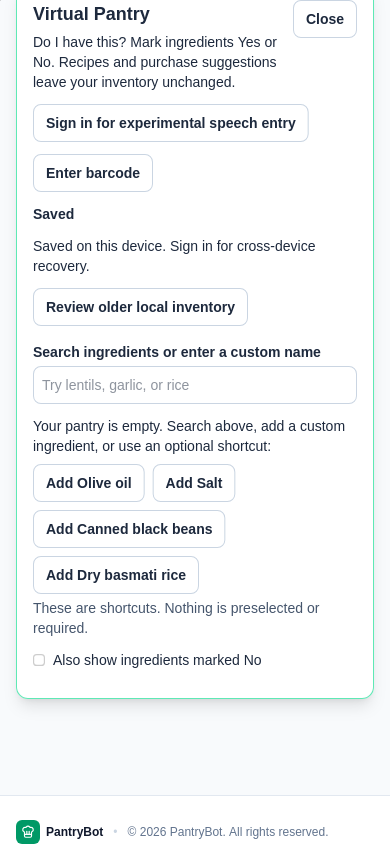 Virtual Pantry
Close
Do I have this? Mark ingredients Yes or
No. Recipes and purchase suggestions
leave your inventory unchanged.
Sign in for experimental speech entry
Enter barcode
Saved
Saved on this device. Sign in for cross-device
recovery.
Review older local inventory
Search ingredients or enter a custom name
Try lentils, garlic, or rice
Your pantry is empty. Search above, add a custom
ingredient, or use an optional shortcut:
Add Olive oil
Add Salt
Add Canned black beans
Add Dry basmati rice
These are shortcuts. Nothing is preselected or
required.
Also show ingredients marked No
PantryBot • © 2026 PantryBot. All rights reserved.